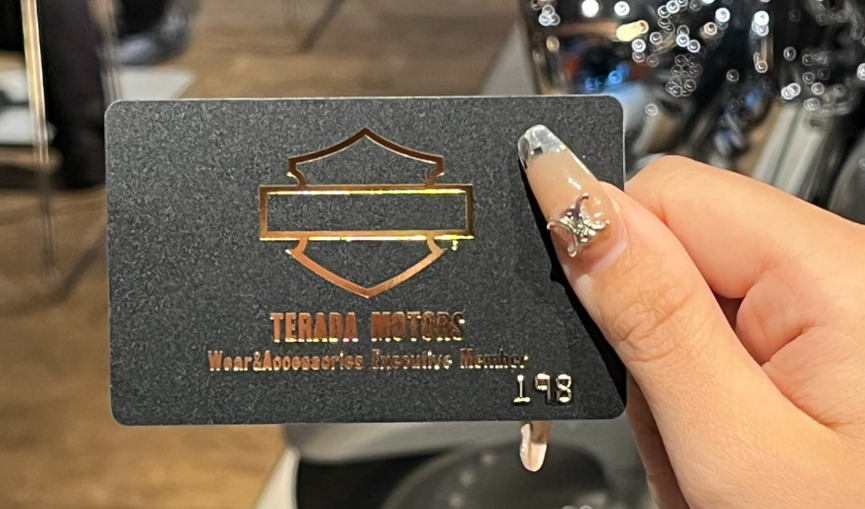 TERADA MOTORS
Wear&Accessories Executive Member
198